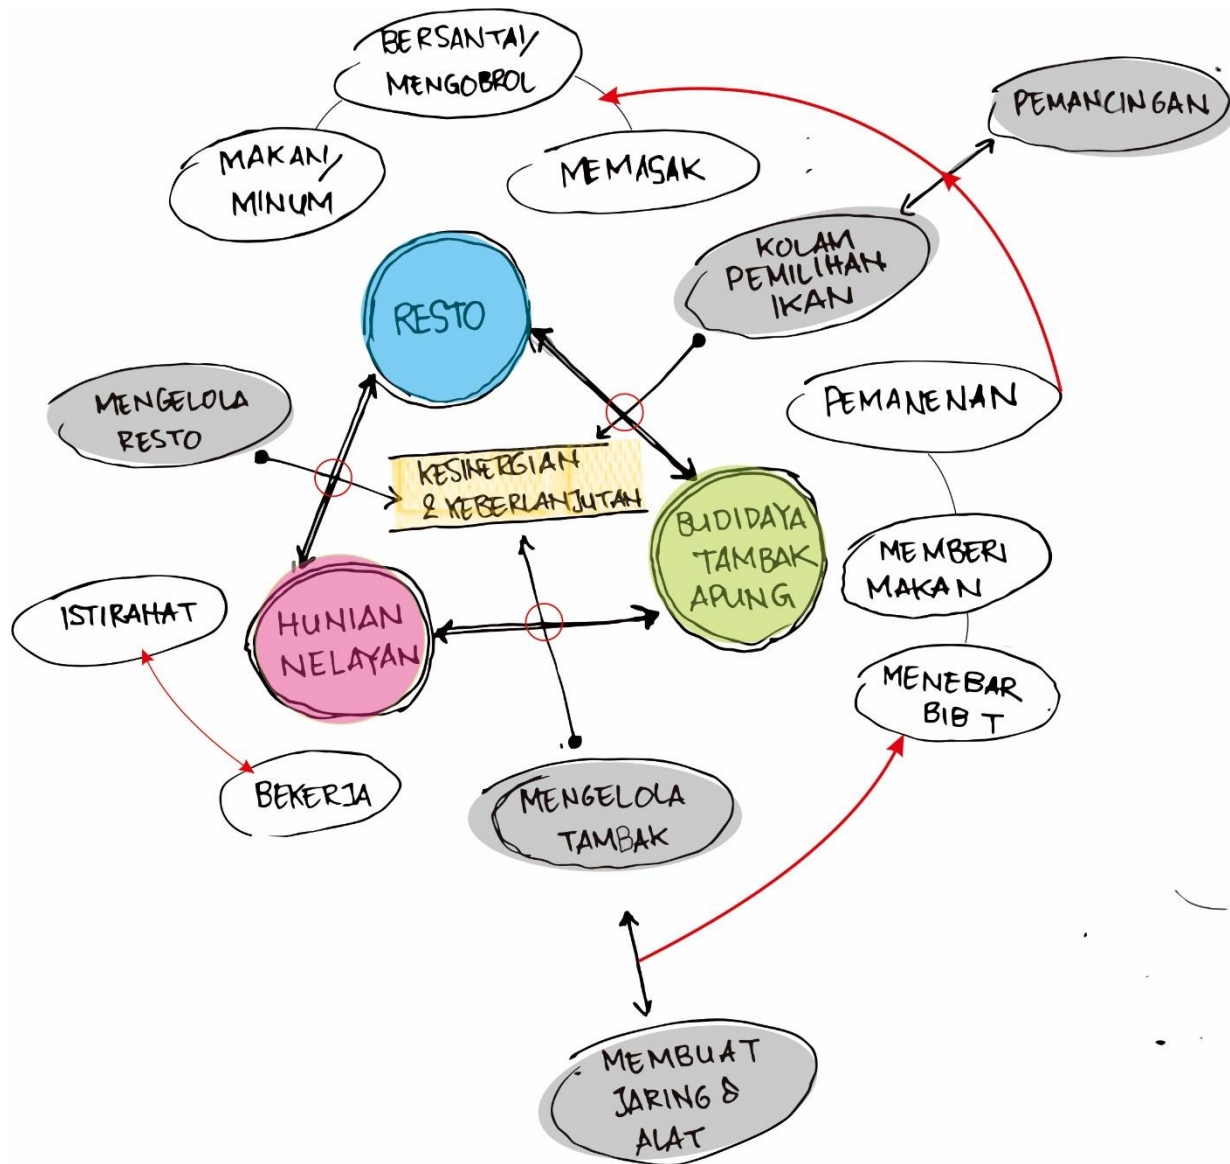 BERSANTAI/
MENGOBROL
MAKAN/
MINUM
MEMASAK
PEMANCINGAN
KOLAM
PEMILIHAN
IKAN
RESTO
MENGELOLA
RESTO
PEMANENAN
KESINERGIAN
& KEBERLANJUTAN
BUDIDAYA
TAMBAK
APUNG
MEMBERI
MAKAN
ISTIRAHAT
HUNIAN
NELAYAN
MENEBAR
BIB T
BEKERJA
MENGELOLA
TAMBAK
MEMBUAT
JARING &
ALAT